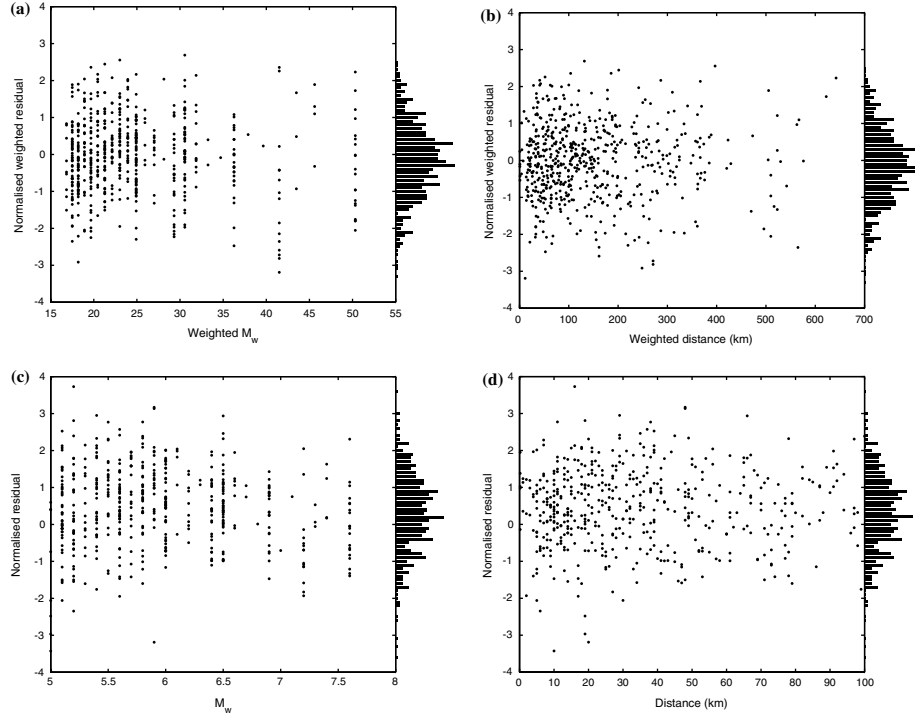 (a)
4
3
2
1
0
-1
-2
-3
-4
Normalised weighted residual
15 20 25 30 35 40 45 50 55
Weighted Mw
(b)
4
3
2
1
0
-1
-2
-3
-4
Normalised weighted residual
0 100 200 300 400 500 600 700
Weighted distance (km)
(c)
4
3
2
1
0
-1
-2
-3
-4
Normalised residual
5 5.5 6 6.5 7 7.5 8
Mw
(d)
4
3
2
1
0
-1
-2
-3
-4
Normalised residual
0 10 20 30 40 50 60 70 80 90 100
Distance (km)